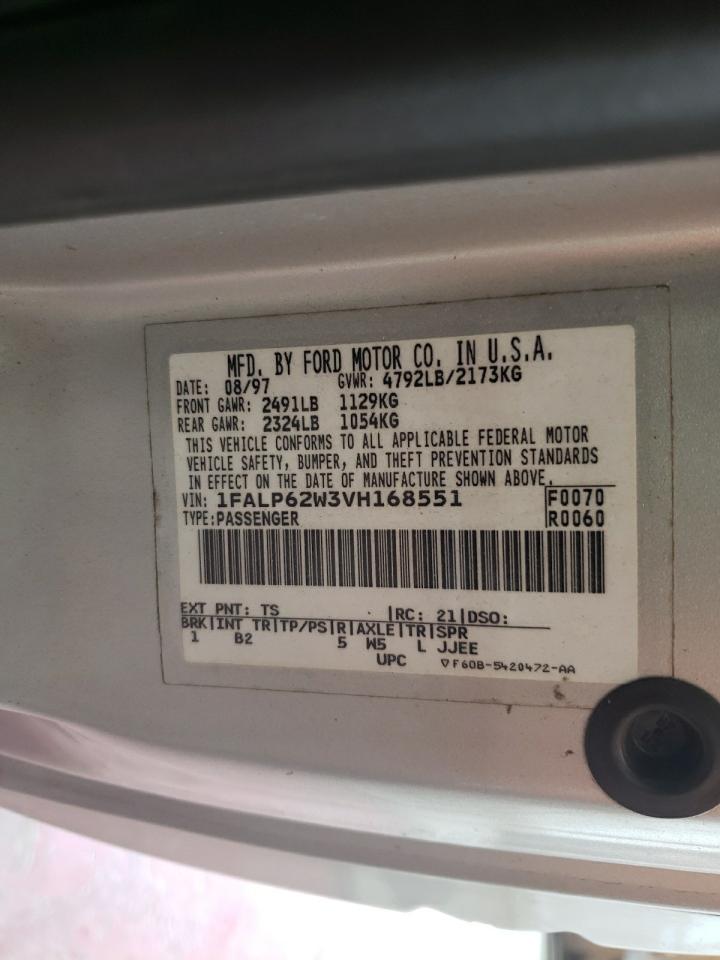 MFD. BY FORD MOTOR CO. IN U.S.A.
DATE: 08/97 GVWR: 4792LB/2173KG
FRONT GAWR: 2491LB 1129KG
REAR GAWR: 2324LB 1054KG
THIS VEHICLE CONFORMS TO ALL APPLICABLE FEDERAL MOTOR
VEHICLE SAFETY, BUMPER, AND THEFT PREVENTION STANDARDS
IN EFFECT ON THE DATE OF MANUFACTURE SHOWN ABOVE.
VIN: 1FALP62W3VH168551 F0070
TYPE: PASSENGER R0060
EXT PNT: TS |RC: 21|DSO:
BRK|INT TR|TP/PS|R|AXLE|TR|SPR
1 B2 5 W5 L JJEE
UPC ▽F60B-5420472-AA